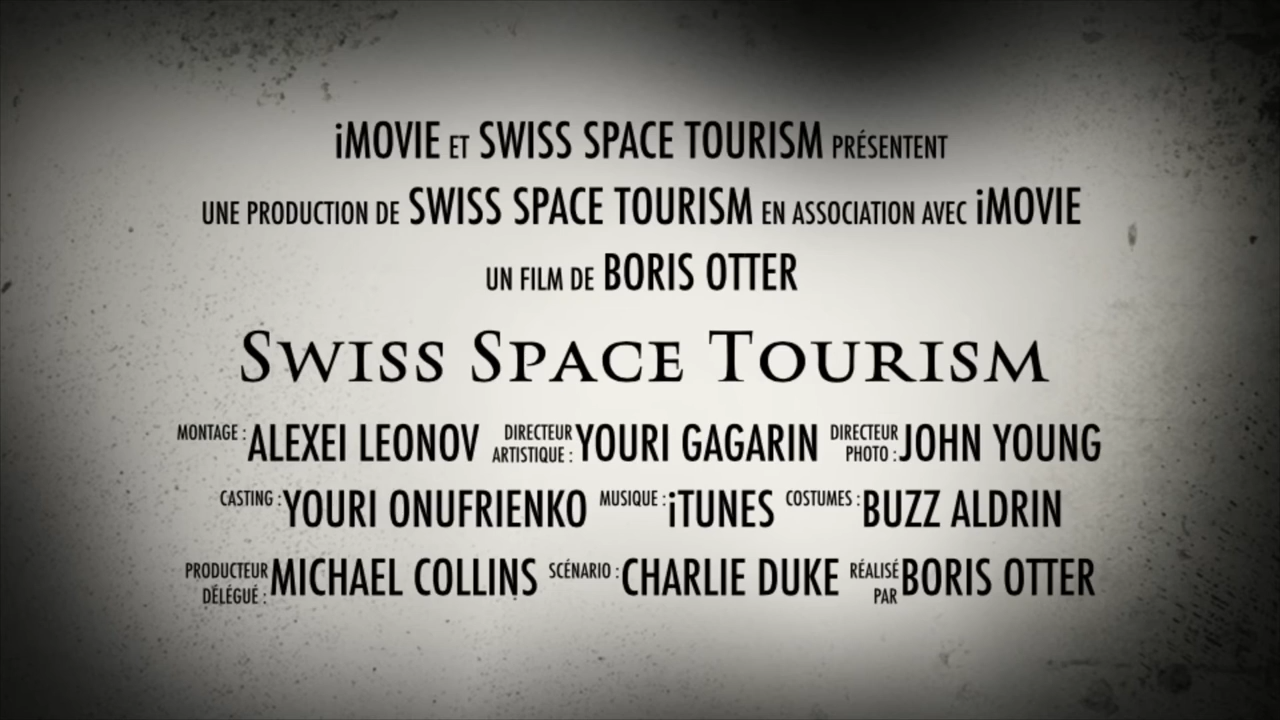 iMOVIE ET SWISS SPACE TOURISM PRÉSENTENT
UNE PRODUCTION DE SWISS SPACE TOURISM EN ASSOCIATION AVEC iMOVIE
UN FILM DE BORIS OTTER
SWISS SPACE TOURISM
MONTAGE : ALEXEI LEONOV DIRECTEUR ARTISTIQUE : YOURI GAGARIN DIRECTEUR PHOTO : JOHN YOUNG
CASTING : YOURI ONUFRIENKO MUSIQUE : iTUNES COSTUMES : BUZZ ALDRIN
PRODUCTEUR DÉLÉGUÉ : MICHAEL COLLINS SCÉNARIO : CHARLIE DUKE RÉALISÉ PAR BORIS OTTER